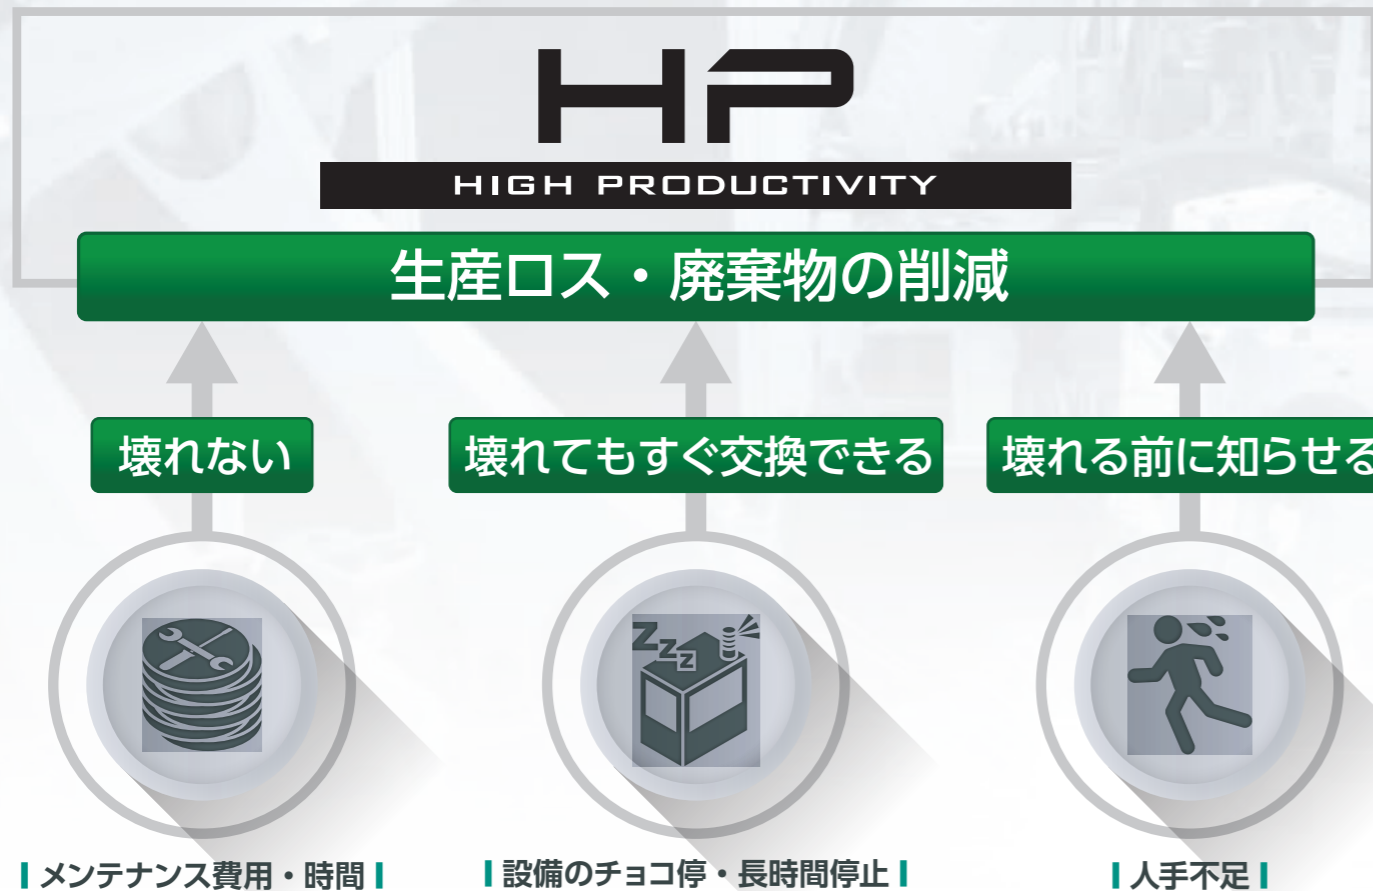 HP
HIGH PRODUCTIVITY
生産ロス・廃棄物の削減
壊れない
壊れてもすぐ交換できる
壊れる前に知らせる
ZZZ
メンテナンス費用・時間
設備のチョコ停・長時間停止
人手不足